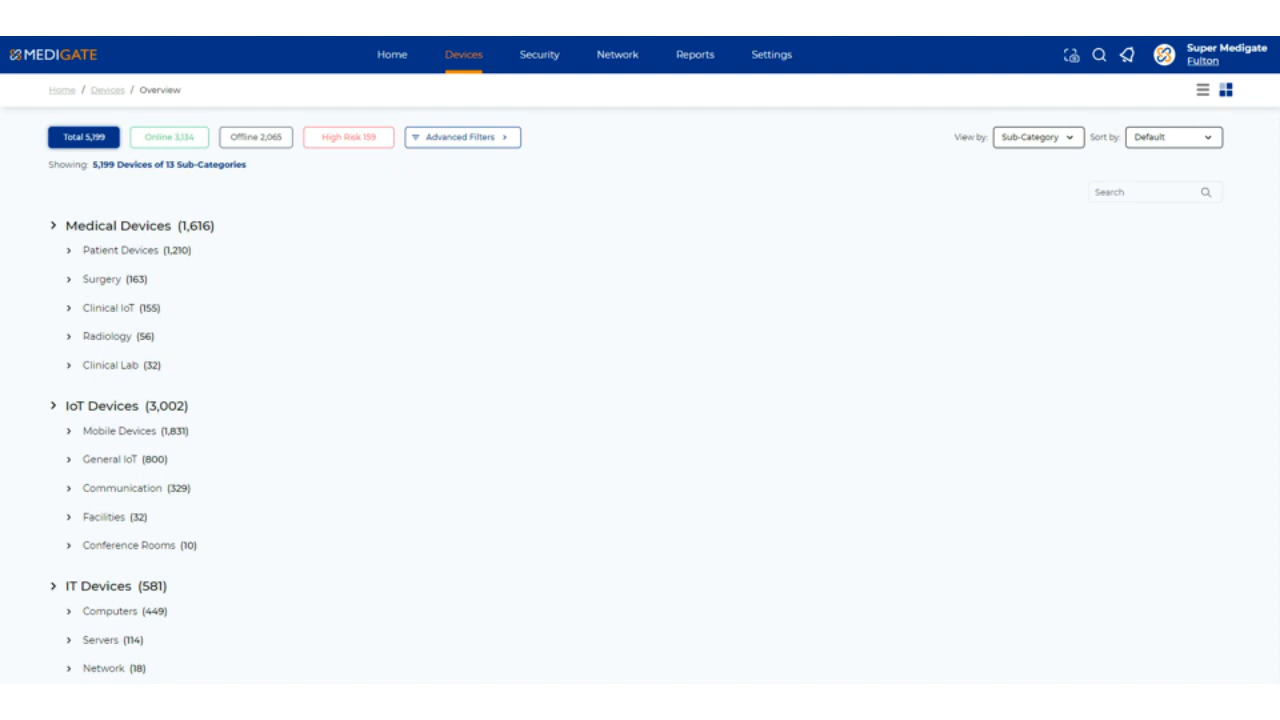 MEDIGATE Home Devices Security Network Reports Settings Super Medigate
Fulton
Home / Devices / Overview
Total 5,199 Online 3,134 Offline 2,065 High Risk 159 Advanced Filters > View by: Sub-Category Sort by: Default
Showing: 5,199 Devices of 13 Sub-Categories
Search
> Medical Devices (1,616)
> Patient Devices (1,210)
> Surgery (163)
> Clinical IoT (155)
> Radiology (56)
> Clinical Lab (32)
> IoT Devices (3,002)
> Mobile Devices (1,831)
> General IoT (800)
> Communication (329)
> Facilities (32)
> Conference Rooms (10)
> IT Devices (581)
> Computers (449)
> Servers (114)
> Network (18)